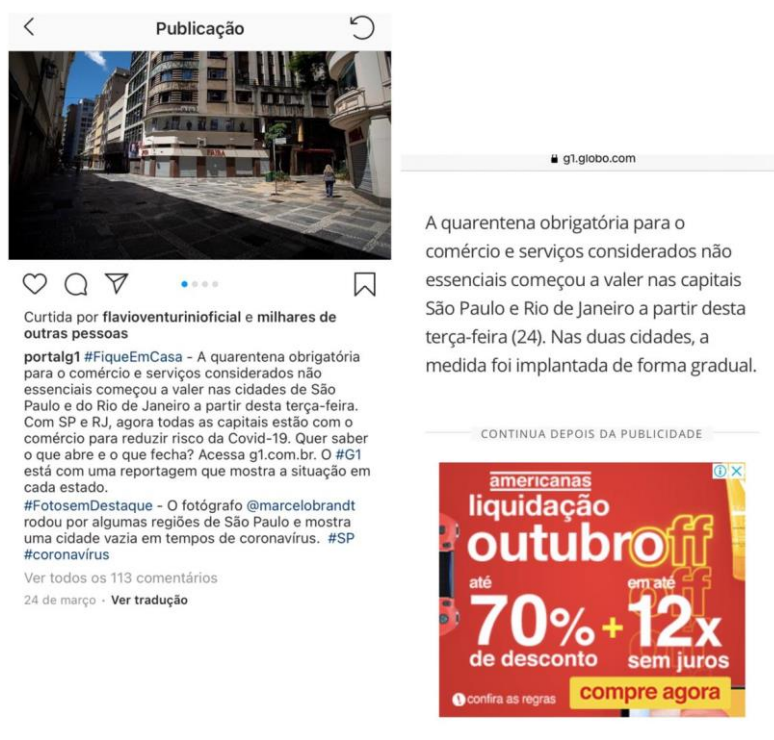 Publicação
Curtida por flavioventurinioficial e milhares de
outras pessoas
portalg1 #FiqueEmCasa - A quarentena obrigatória
para o comércio e serviços considerados não
essenciais começou a valer nas cidades de São
Paulo e do Rio de Janeiro a partir desta terça-feira.
Com SP e RJ, agora todas as capitais estão com o
comércio para reduzir risco da Covid-19. Quer saber
o que abre e o que fecha? Acessa g1.com.br. O #G1
está com uma reportagem que mostra a situação em
cada estado.
#FotosemDestaque - O fotógrafo @marcelobrandt
rodou por algumas regiões de São Paulo e mostra
uma cidade vazia em tempos de coronavírus. #SP
#coronavírus
Ver todos os 113 comentários
24 de março · Ver tradução
g1.globo.com
A quarentena obrigatória para o
comércio e serviços considerados não
essenciais começou a valer nas capitais
São Paulo e Rio de Janeiro a partir desta
terça-feira (24). Nas duas cidades, a
medida foi implantada de forma gradual.
CONTINUA DEPOIS DA PUBLICIDADE
americanas
liquidação
outubroff
até
70%
de desconto
+
em até
12x
sem juros
confira as regras
compre agora